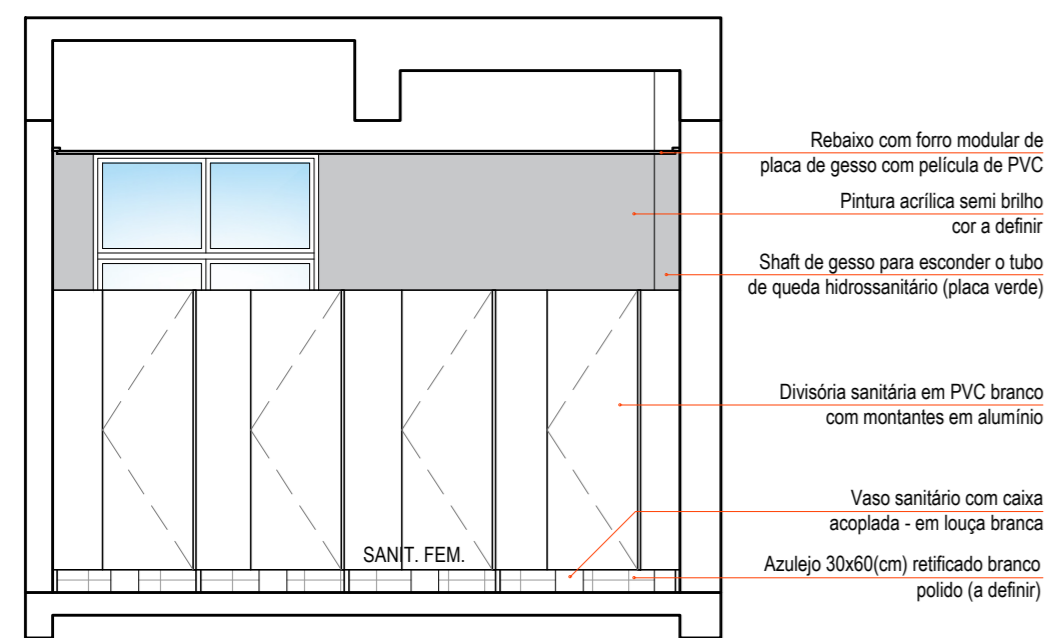 Rebaixo com forro modular de
placa de gesso com película de PVC
Pintura acrílica semi brilho
cor a definir
Shaft de gesso para esconder o tubo
de queda hidrossanitário (placa verde)
Divisória sanitária em PVC branco
com montantes em alumínio
Vaso sanitário com caixa
acoplada - em louça branca
SANIT. FEM.
Azulejo 30x60(cm) retificado branco
polido (a definir)